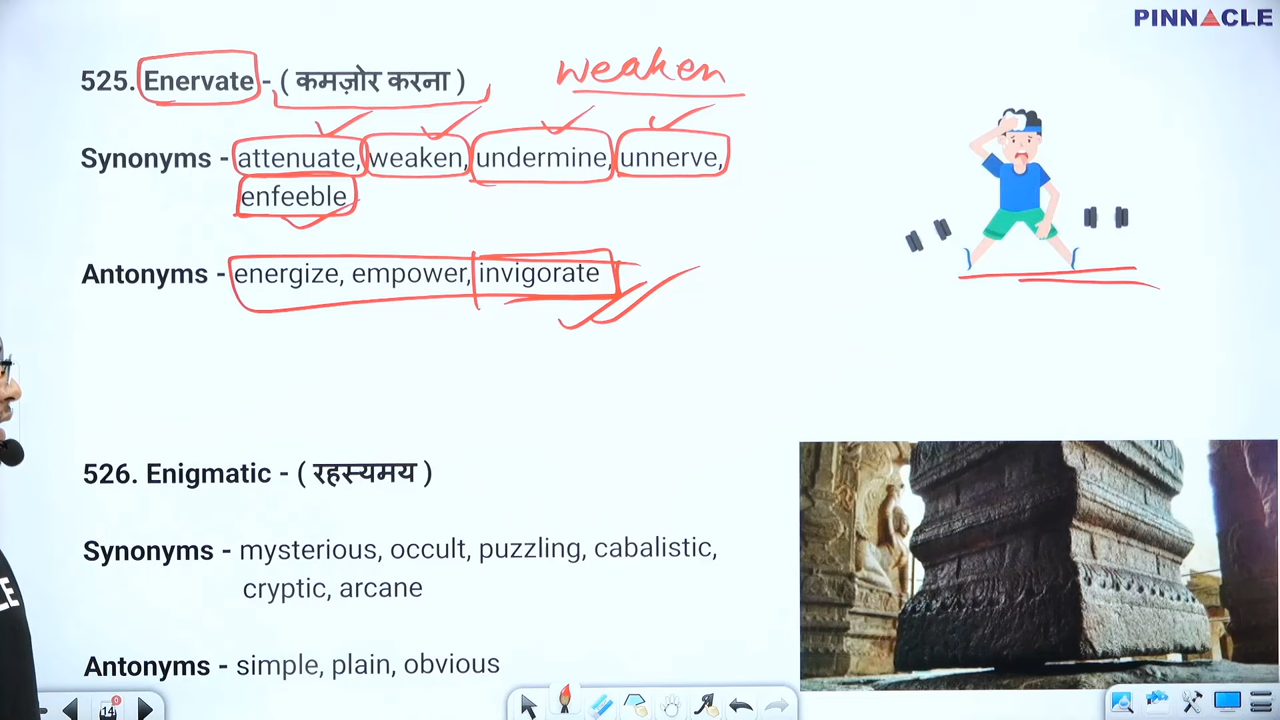 PINNACLE
525. Enervate - ( कमज़ोर करना )
weaken
Synonyms - attenuate, weaken, undermine, unnerve,
enfeeble
Antonyms - energize, empower, invigorate
526. Enigmatic - ( रहस्यमय )
Synonyms - mysterious, occult, puzzling, cabalistic,
cryptic, arcane
Antonyms - simple, plain, obvious
14